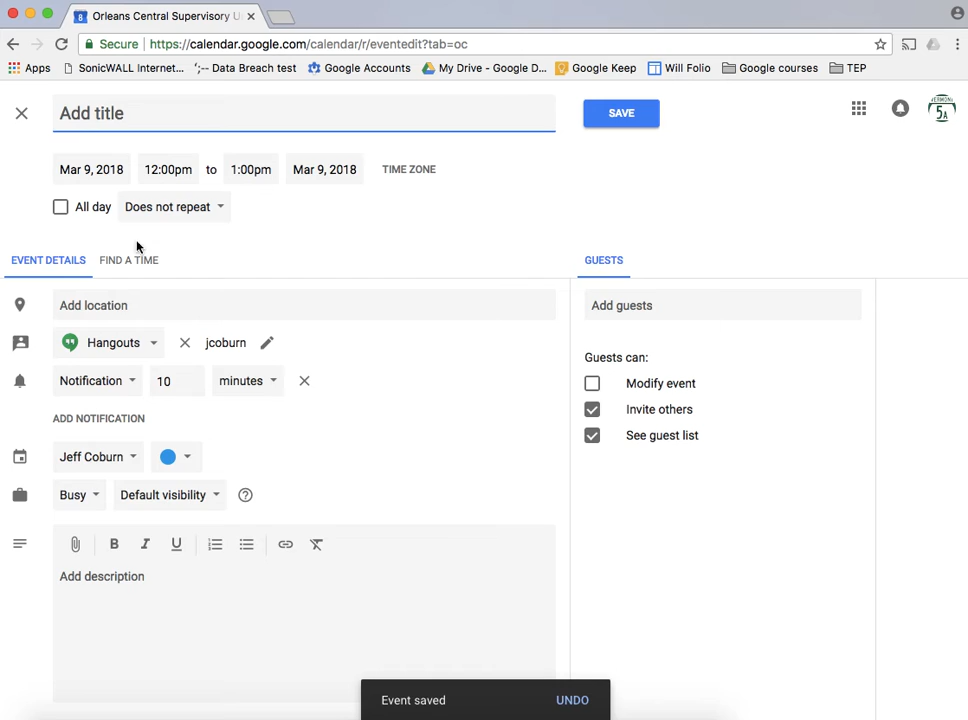 8 Orleans Central Supervisory U
Secure https://calendar.google.com/calendar/r/eventedit?tab=oc
Apps SonicWALL Internet... Data Breach test Google Accounts My Drive - Google D... Google Keep Will Folio Google courses TEP
Add title SAVE
VERMONT
5A
Mar 9, 2018 12:00pm to 1:00pm Mar 9, 2018 TIME ZONE
All day Does not repeat
EVENT DETAILS FIND A TIME GUESTS
Add location Add guests
Hangouts jcoburn
Guests can:
Notification 10 minutes Modify event
Invite others
ADD NOTIFICATION
See guest list
Jeff Coburn
Busy Default visibility ?
B I U
Add description
Event saved UNDO